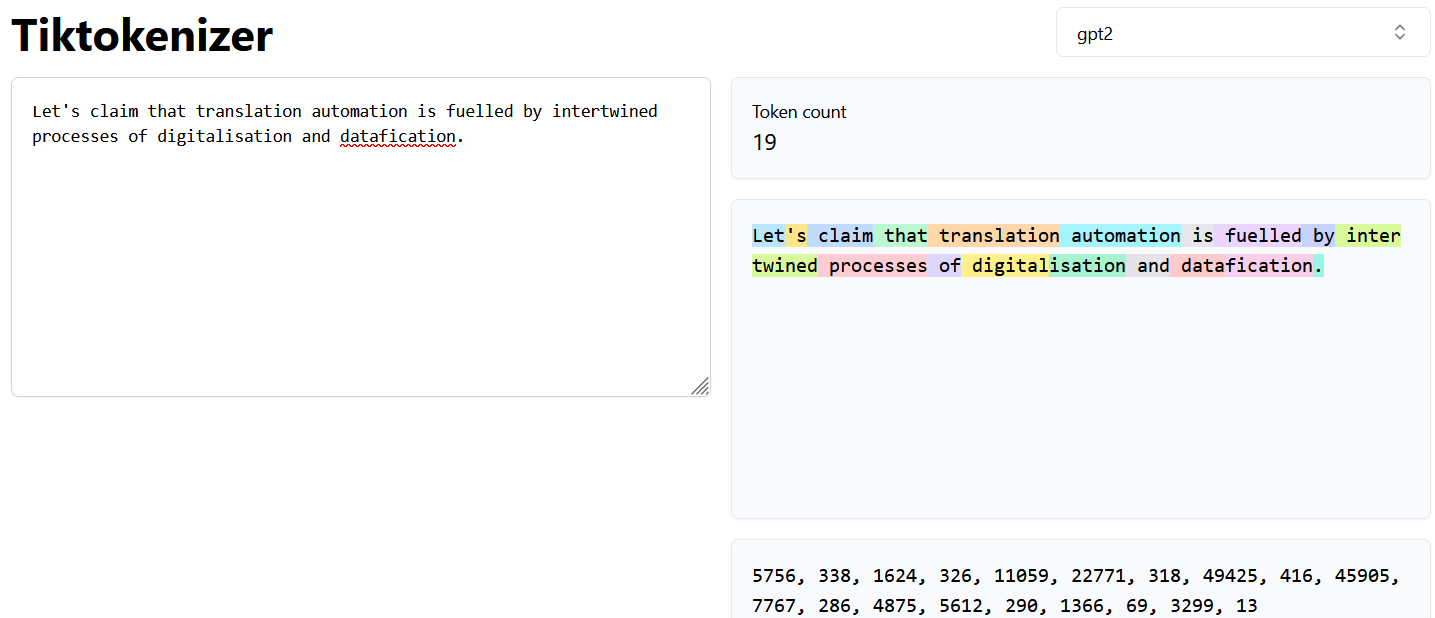 Tiktokenizer
gpt2
Let's claim that translation automation is fuelled by intertwined
processes of digitalisation and datafication.
Token count
19
Let's claim that translation automation is fuelled by inter
twined processes of digitalisation and datafication.
5756, 338, 1624, 326, 11059, 22771, 318, 49425, 416, 45905,
7767, 286, 4875, 5612, 290, 1366, 69, 3299, 13